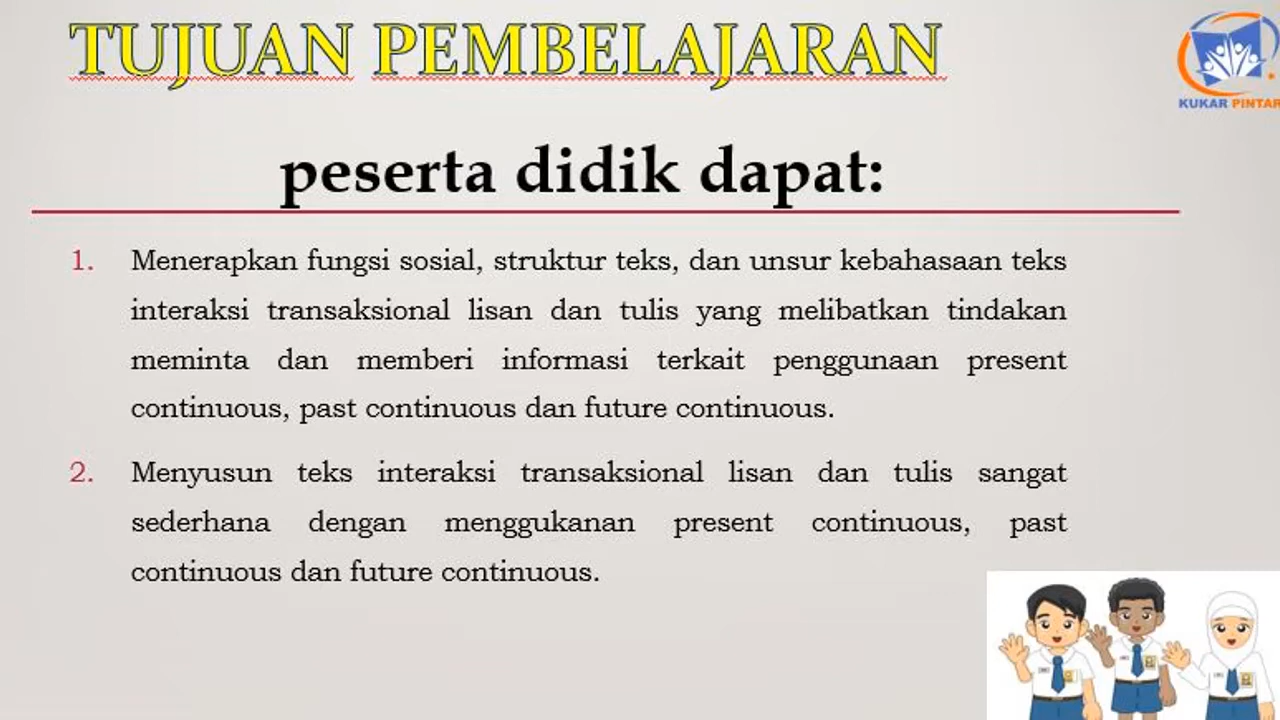 TUJUAN PEMBELAJARAN
KUKAR PINTAR
peserta didik dapat:
1. Menerapkan fungsi sosial, struktur teks, dan unsur kebahasaan teks
interaksi transaksional lisan dan tulis yang melibatkan tindakan
meminta dan memberi informasi terkait penggunaan present
continuous, past continuous dan future continuous.
2. Menyusun teks interaksi transaksional lisan dan tulis sangat
sederhana dengan menggukanan present continuous, past
continuous dan future continuous.